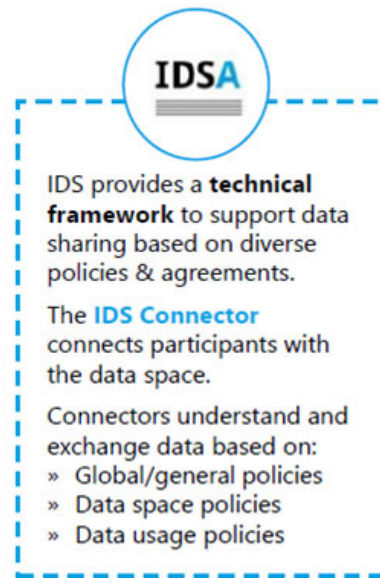 IDSA
IDS provides a technical
framework to support data
sharing based on diverse
policies & agreements.
The IDS Connector
connects participants with
the data space.
Connectors understand and
exchange data based on:
» Global/general policies
» Data space policies
» Data usage policies